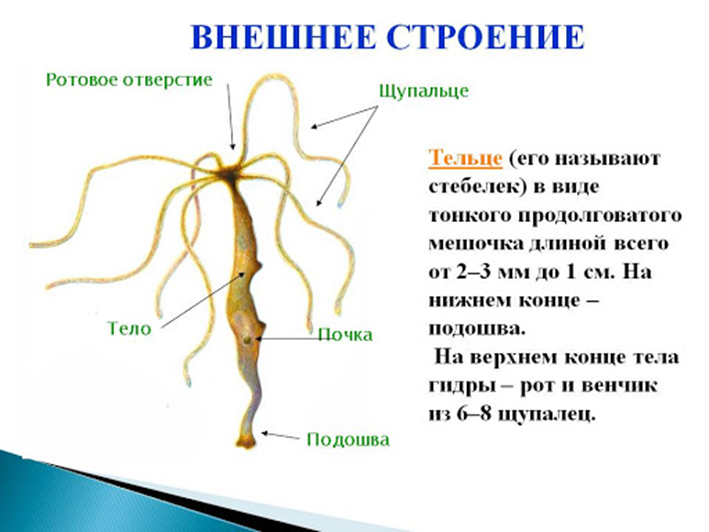 ВНЕШНЕЕ СТРОЕНИЕ
Ротовое отверстие
Щупальце
Тельце (его называют
стебелек) в виде
тонкого продолговатого
мешочка длиной всего
от 2–3 мм до 1 см. На
нижнем конце –
подошва.
На верхнем конце тела
гидры – рот и венчик
из 6–8 щупалец.
Тело
Почка
Подошва